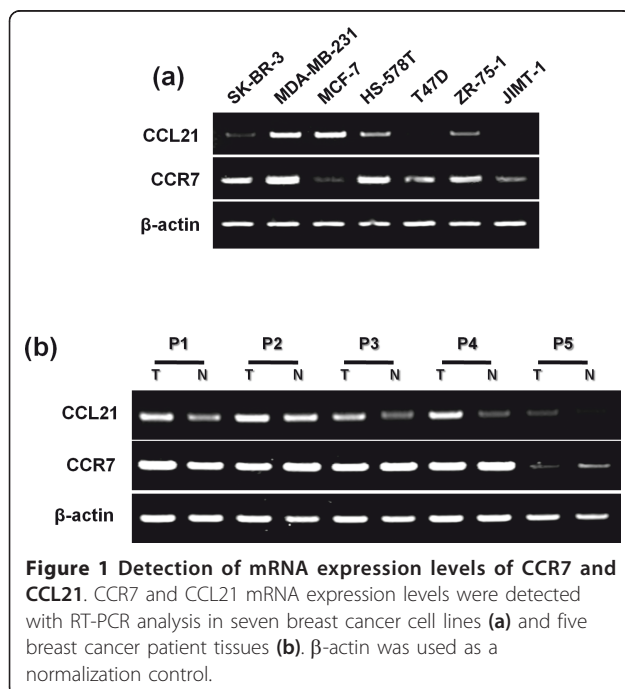 (a)
SK-BR-3 MDA-MB-231 MCF-7 HS-578T T47D ZR-75-1 JIMT-1
CCL21
CCR7
β-actin
(b)
P1 P2 P3 P4 P5
T N T N T N T N T N
CCL21
CCR7
β-actin
Figure 1 Detection of mRNA expression levels of CCR7 and
CCL21. CCR7 and CCL21 mRNA expression levels were detected
with RT-PCR analysis in seven breast cancer cell lines (a) and five
breast cancer patient tissues (b). β-actin was used as a
normalization control.